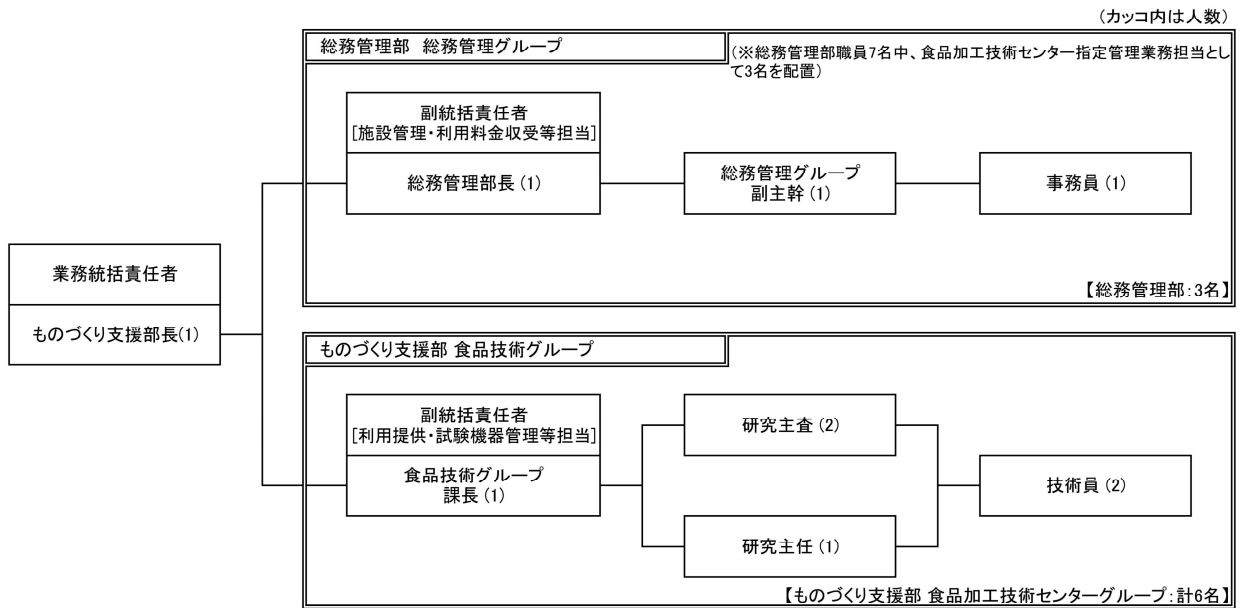 (カッコ内は人数)
総務管理部 総務管理グループ
(※総務管理部職員7名中、食品加工技術センター指定管理業務担当とし
て3名を配置)
副統括責任者
[施設管理・利用料金収受等担当]
総務管理部長(1)
総務管理グループ
副主幹(1)
事務員(1)
【総務管理部:3名】
業務統括責任者
ものづくり支援部長(1)
ものづくり支援部 食品技術グループ
副統括責任者
[利用提供・試験機器管理等担当]
食品技術グループ
課長(1)
研究主査(2)
研究主任(1)
技術員(2)
【ものづくり支援部 食品加工技術センターグループ:計6名】